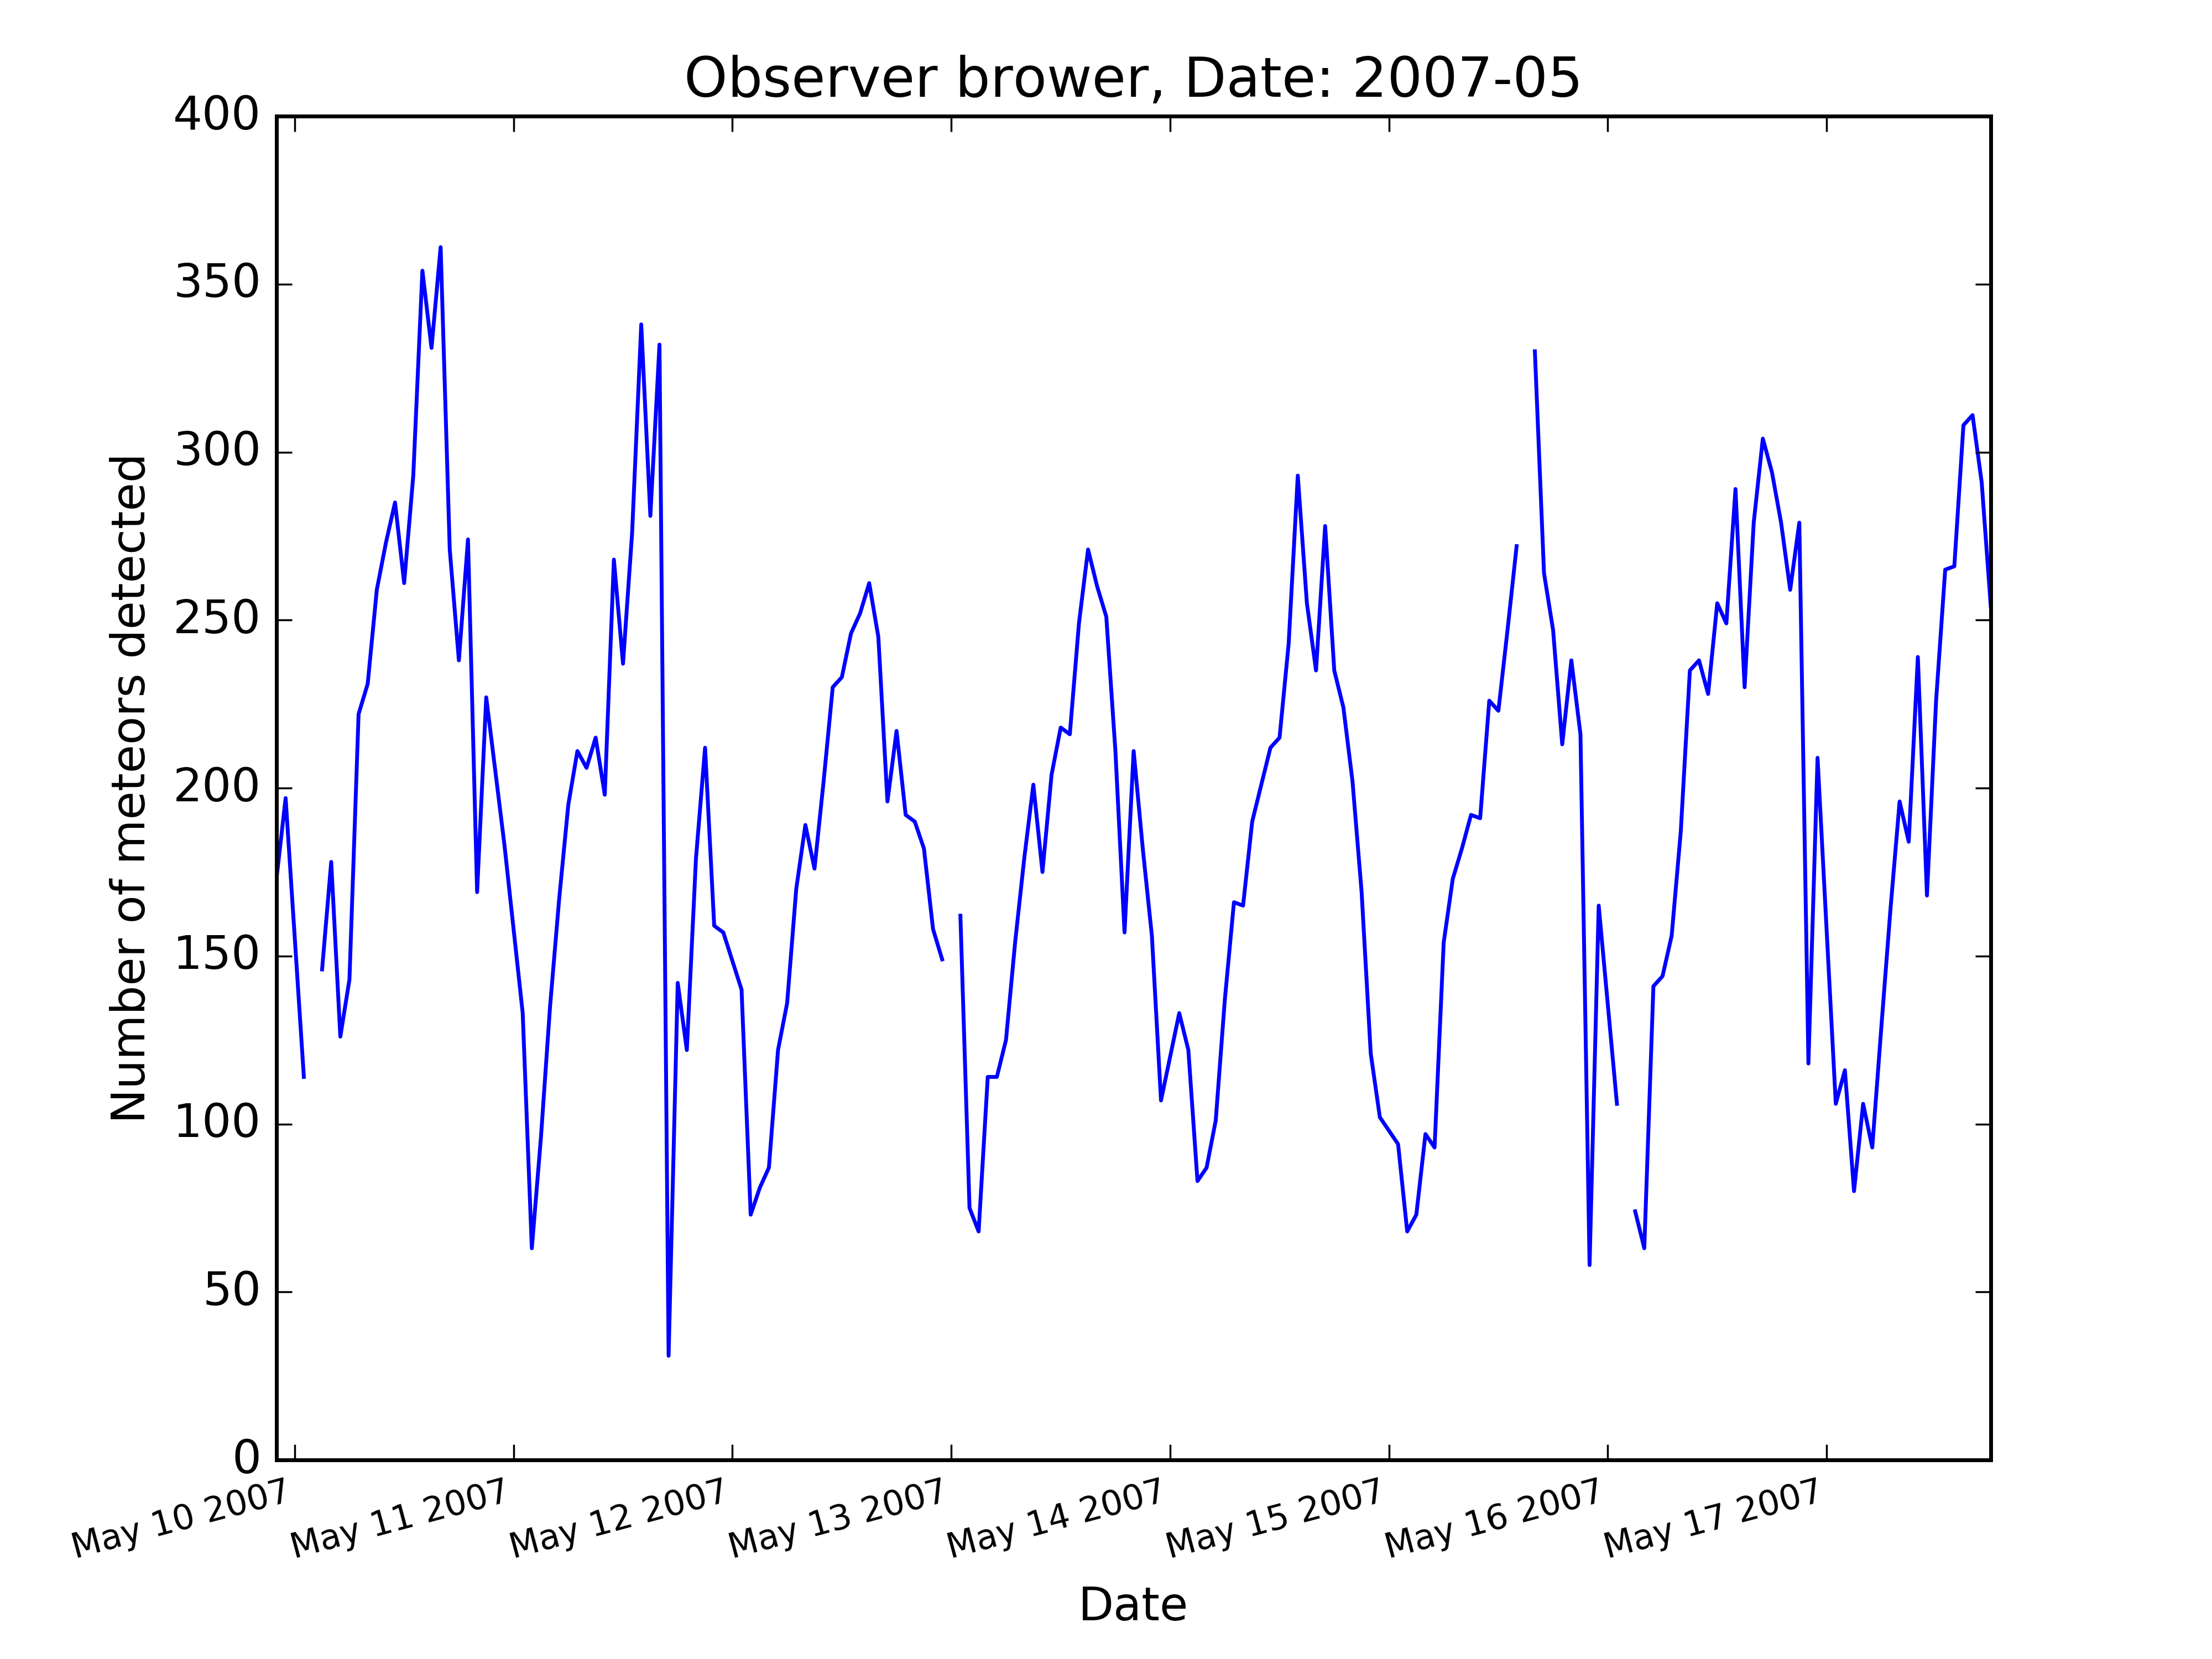 Observer brower, Date: 2007-05
400
350
300
250
200
150
100
50
0
Number of meteors detected
May 10 2007
May 11 2007
May 12 2007
May 13 2007
May 14 2007
May 15 2007
May 16 2007
May 17 2007
Date